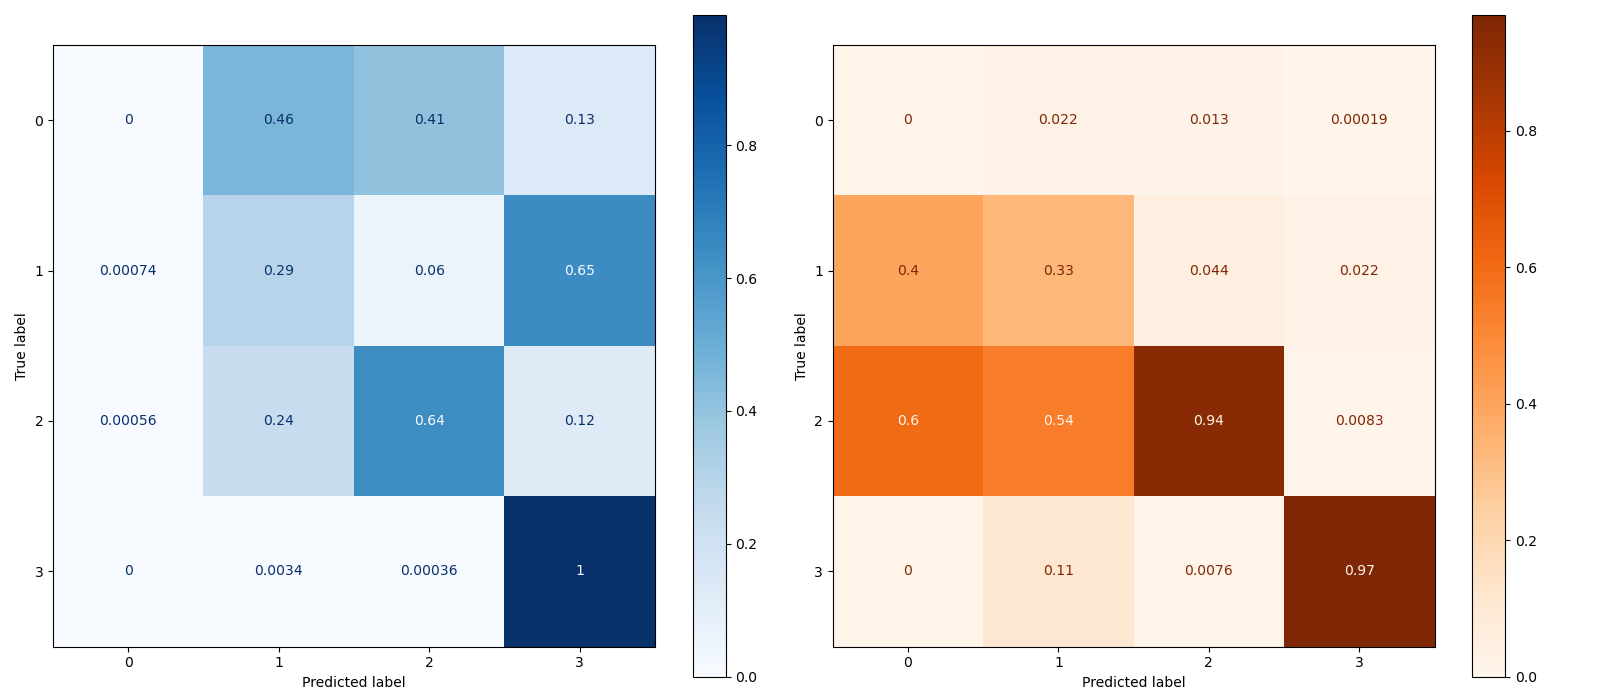 0 0.46 0.41 0.13
0.00074 0.29 0.06 0.65
0.00056 0.24 0.64 0.12
0 0.0034 0.00036 1
0
1
2
3
True label
0 1 2 3
Predicted label
0.8
0.6
0.4
0.2
0.0
0 0.022 0.013 0.00019
0.4 0.33 0.044 0.022
0.6 0.54 0.94 0.0083
0 0.11 0.0076 0.97
0
1
2
3
True label
0 1 2 3
Predicted label
0.8
0.6
0.4
0.2
0.0